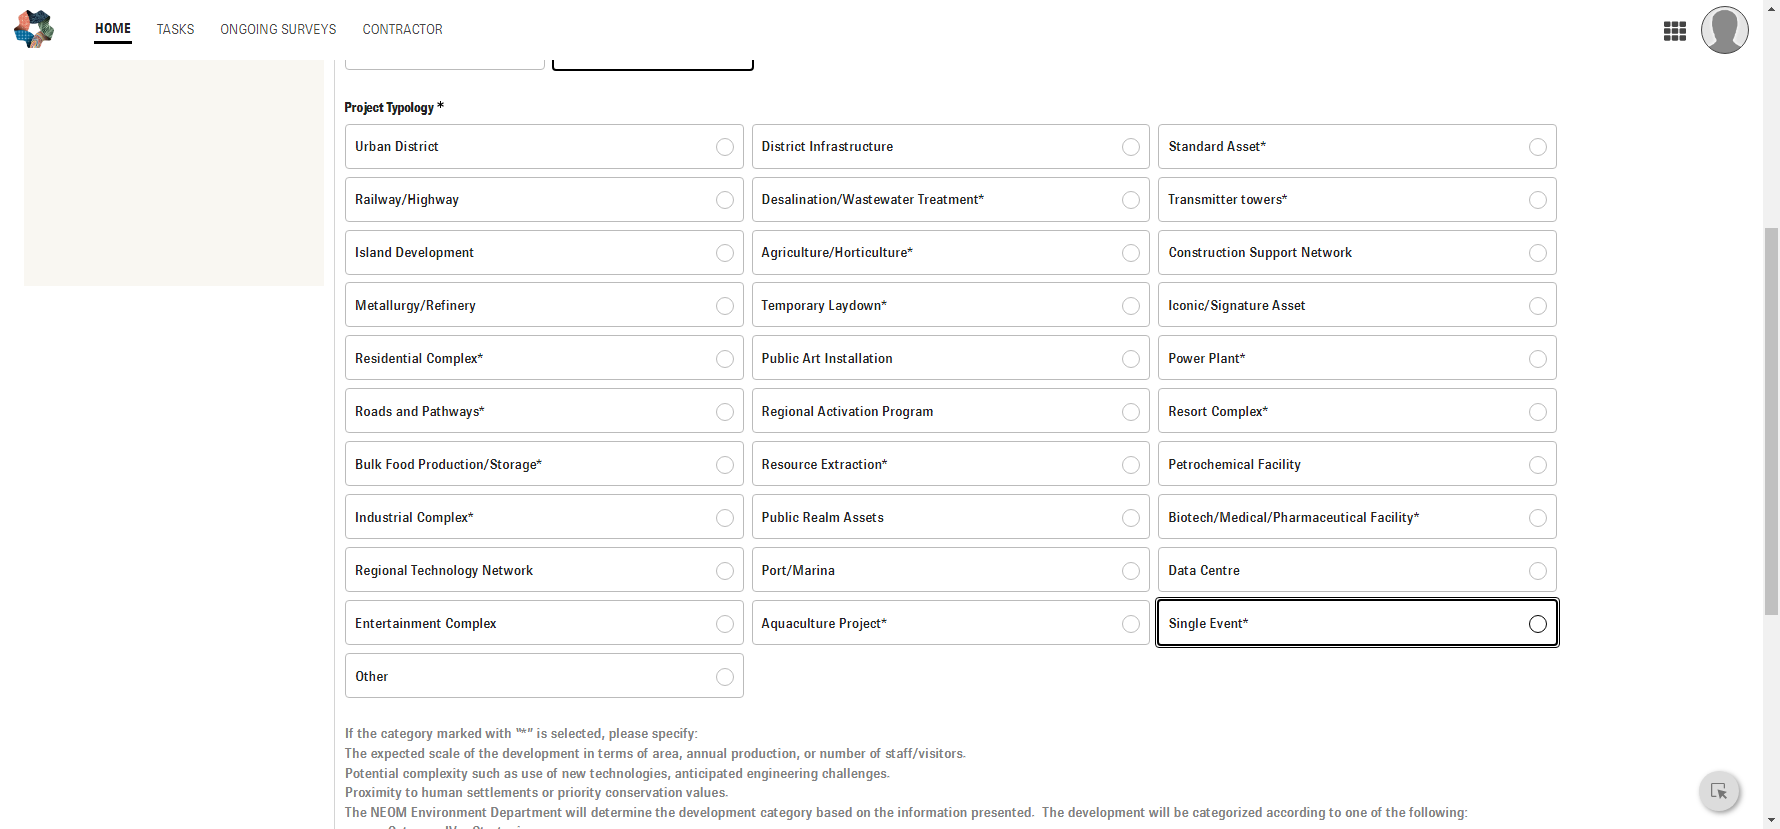 HOME TASKS ONGOING SURVEYS CONTRACTOR
Project Typology *
Urban District District Infrastructure Standard Asset*
Railway/Highway Desalination/Wastewater Treatment* Transmitter towers*
Island Development Agriculture/Horticulture* Construction Support Network
Metallurgy/Refinery Temporary Laydown* Iconic/Signature Asset
Residential Complex* Public Art Installation Power Plant*
Roads and Pathways* Regional Activation Program Resort Complex*
Bulk Food Production/Storage* Resource Extraction* Petrochemical Facility
Industrial Complex* Public Realm Assets Biotech/Medical/Pharmaceutical Facility*
Regional Technology Network Port/Marina Data Centre
Entertainment Complex Aquaculture Project* Single Event*
Other
If the category marked with "*" is selected, please specify:
The expected scale of the development in terms of area, annual production, or number of staff/visitors.
Potential complexity such as use of new technologies, anticipated engineering challenges.
Proximity to human settlements or priority conservation values.
The NEOM Environment Department will determine the development category based on the information presented. The development will be categorized according to one of the following: